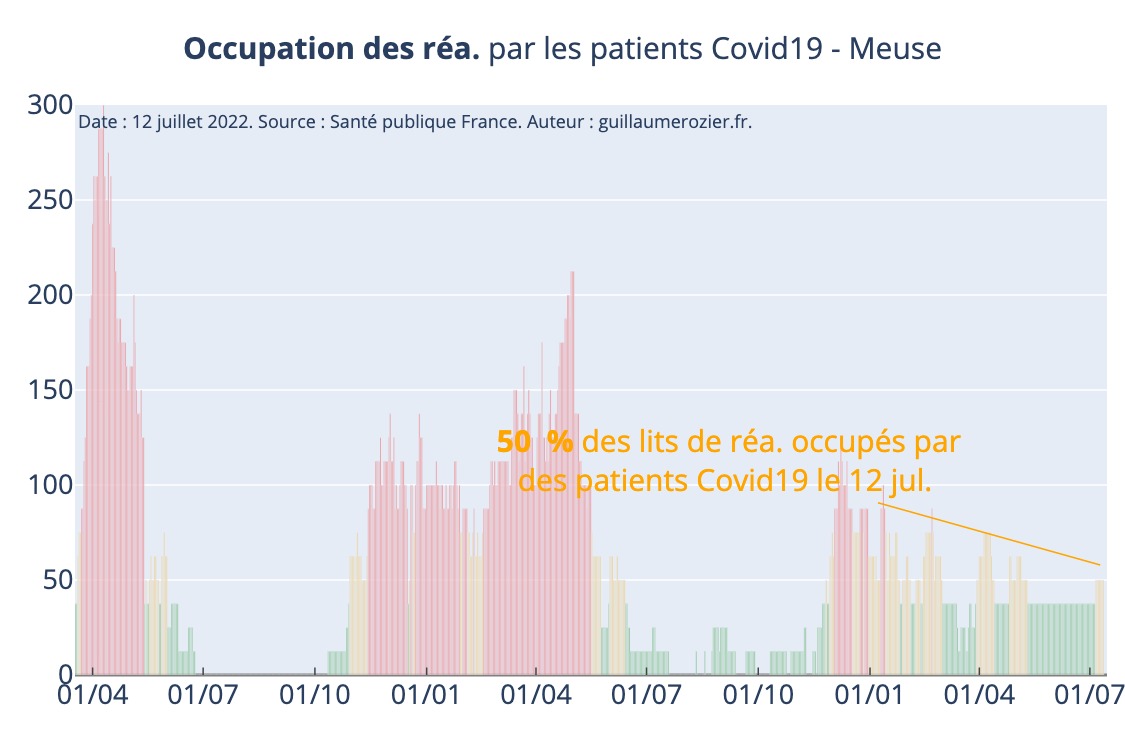 Occupation des réa. par les patients Covid19 - Meuse
300
Date : 12 juillet 2022. Source : Santé publique France. Auteur : guillaumerozier.fr.
250
200
150
50 % des lits de réa. occupés par
des patients Covid19 le 12 jul.
100
50
0
01/04 01/07 01/10 01/01 01/04 01/07 01/10 01/01 01/04 01/07